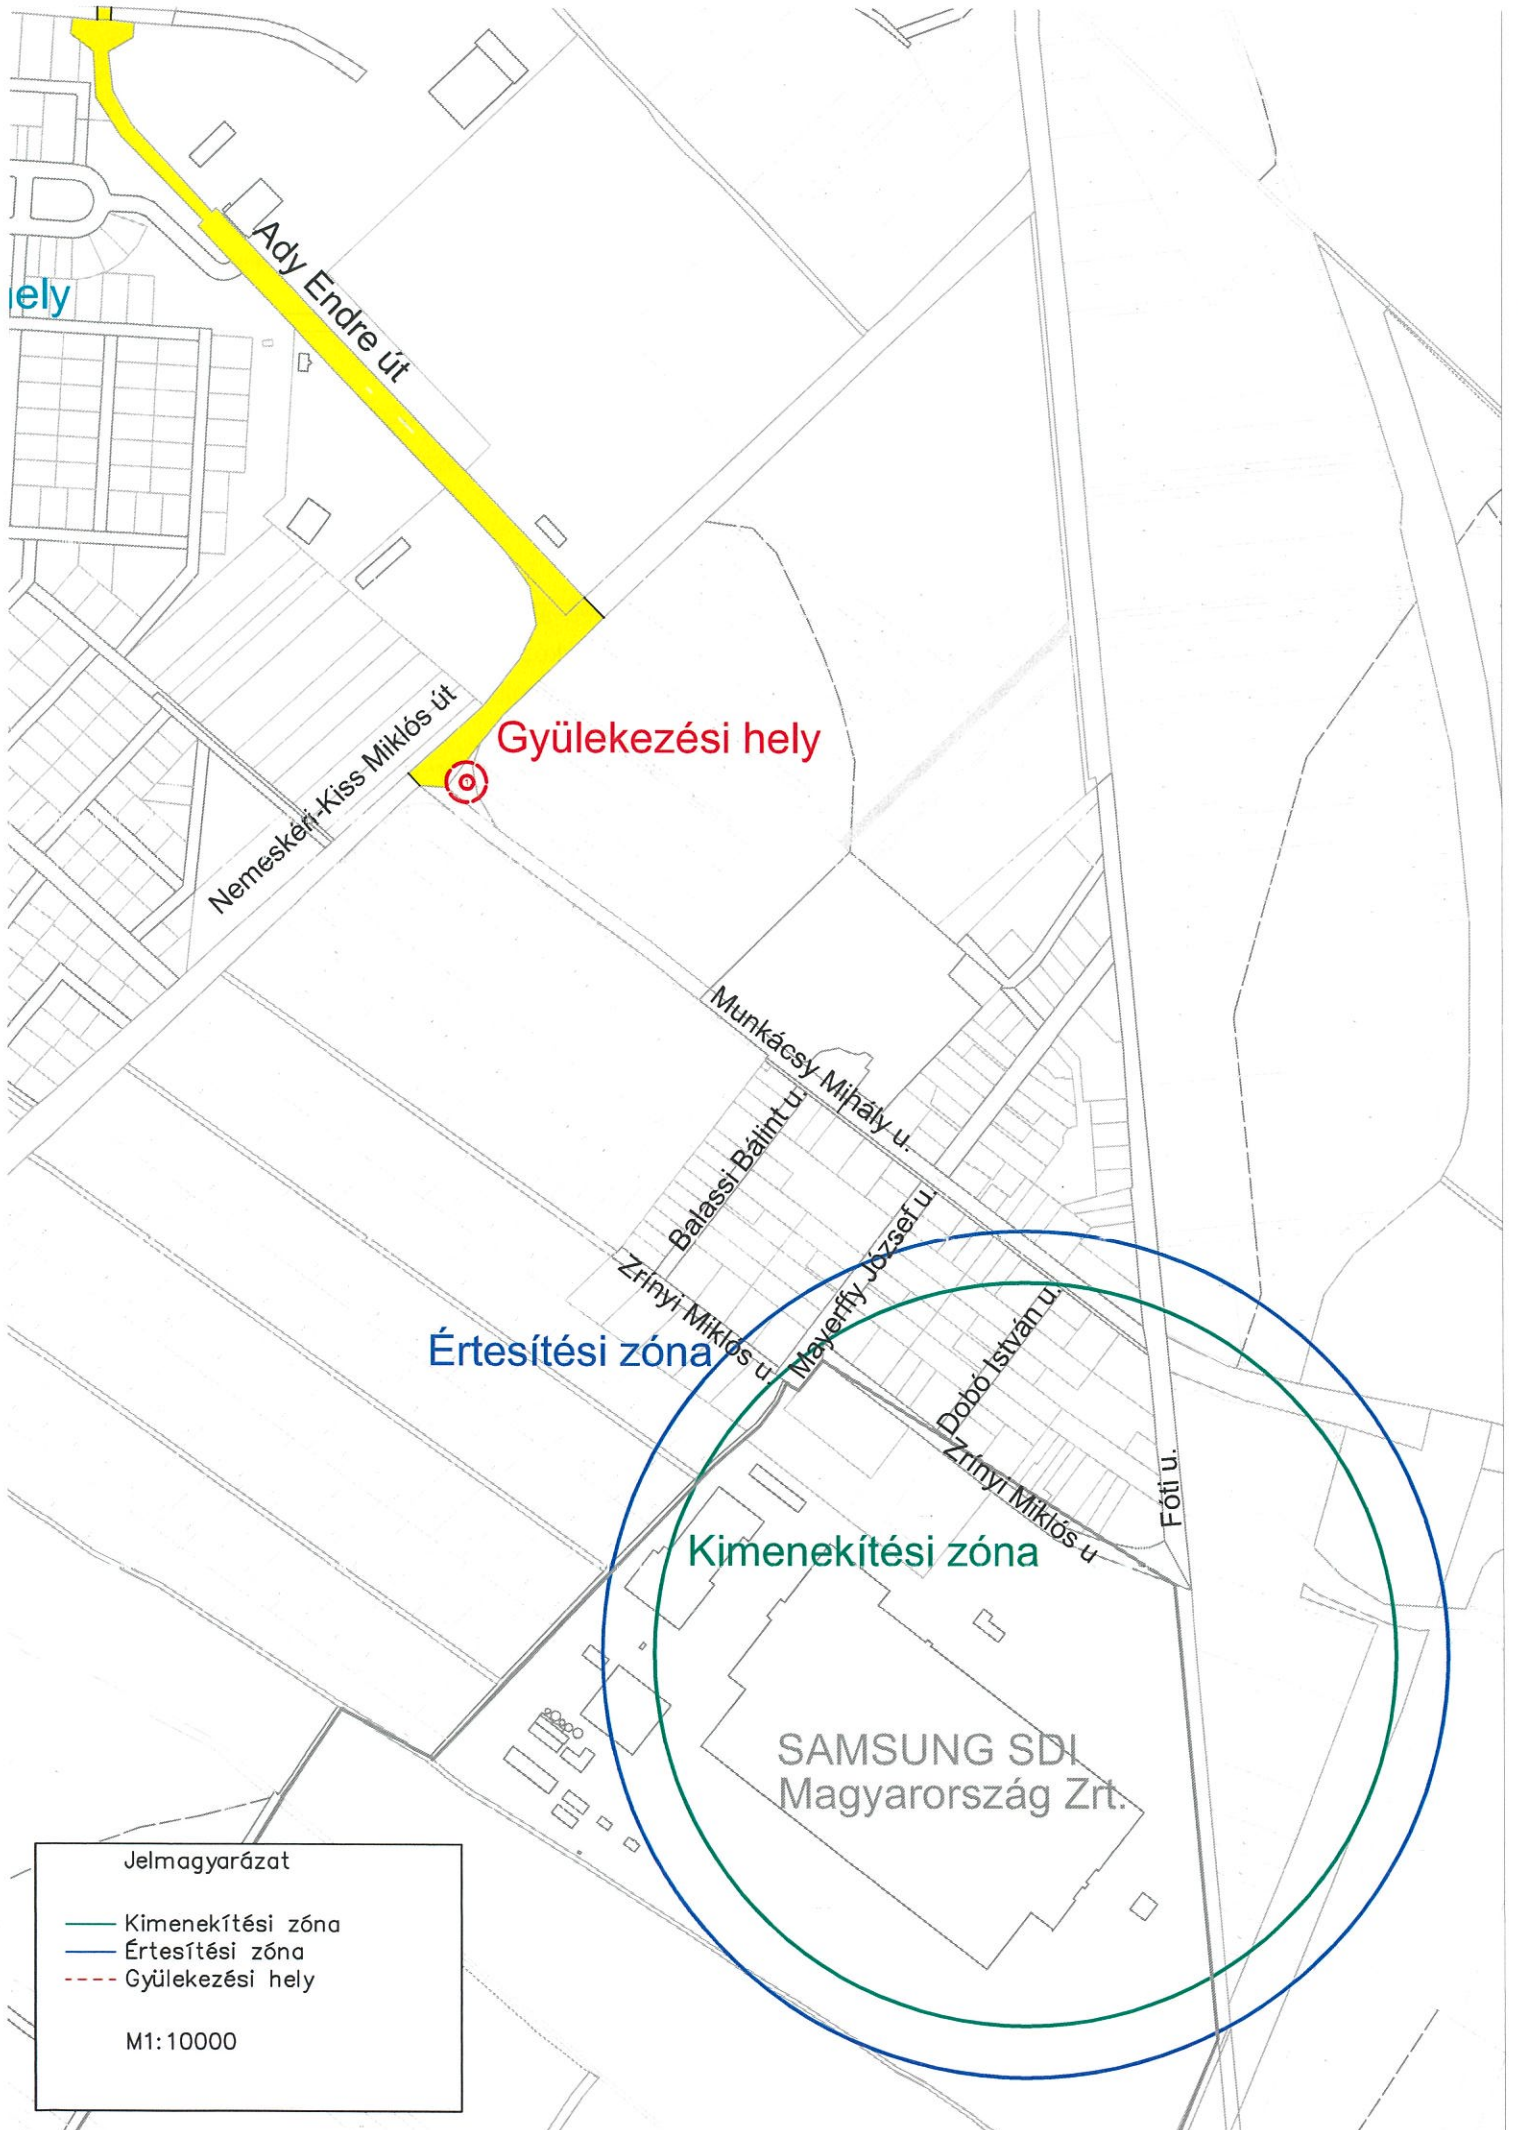 Ady Endre út
ely
Gyülekezési hely
Nemeskéri-Kiss Miklós út
Munkácsy Mihály u.
Balassi Bálint u.
Mayerffy József u.
Zrínyi Miklós u.
Értesítési zóna
Dobó István u.
Zrínyi Miklós u
Fóti u.
Kimenekítési zóna
SAMSUNG SDI
Magyarország Zrt.
Jelmagyarázat
Kimenekítési zóna
Értesítési zóna
Gyülekezési hely
M1:10000